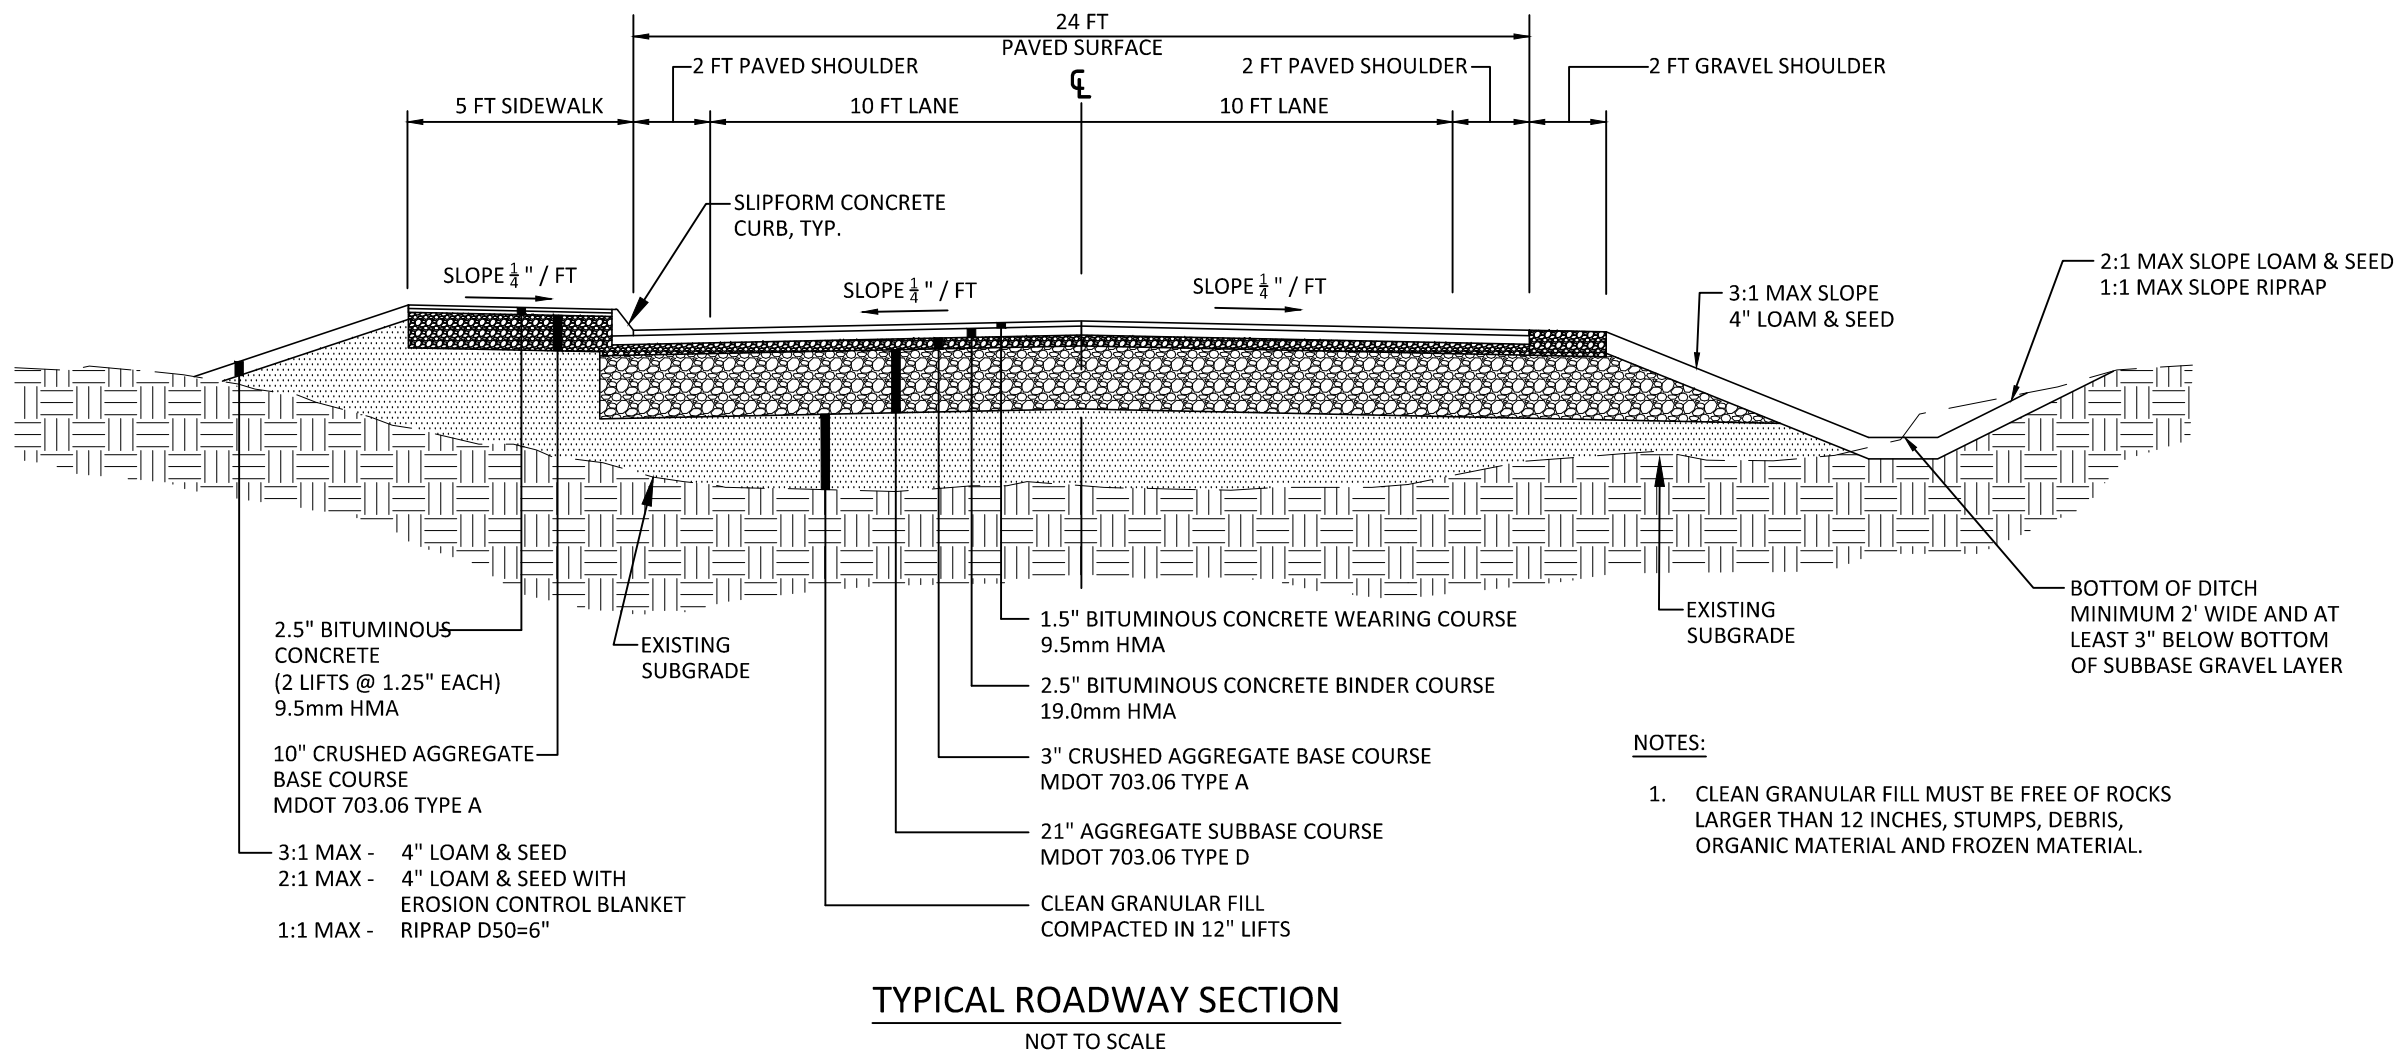 24 FT
PAVED SURFACE
℄
2 FT PAVED SHOULDER
2 FT PAVED SHOULDER
2 FT GRAVEL SHOULDER
5 FT SIDEWALK
10 FT LANE
10 FT LANE
SLIPFORM CONCRETE
CURB, TYP.
SLOPE 1/4" / FT
SLOPE 1/4" / FT
SLOPE 1/4" / FT
3:1 MAX SLOPE
4" LOAM & SEED
2:1 MAX SLOPE LOAM & SEED
1:1 MAX SLOPE RIPRAP
2.5" BITUMINOUS
CONCRETE
(2 LIFTS @ 1.25" EACH)
9.5mm HMA
10" CRUSHED AGGREGATE
BASE COURSE
MDOT 703.06 TYPE A
3:1 MAX - 4" LOAM & SEED
2:1 MAX - 4" LOAM & SEED WITH
EROSION CONTROL BLANKET
1:1 MAX - RIPRAP D50=6"
EXISTING
SUBGRADE
1.5" BITUMINOUS CONCRETE WEARING COURSE
9.5mm HMA
2.5" BITUMINOUS CONCRETE BINDER COURSE
19.0mm HMA
3" CRUSHED AGGREGATE BASE COURSE
MDOT 703.06 TYPE A
21" AGGREGATE SUBBASE COURSE
MDOT 703.06 TYPE D
CLEAN GRANULAR FILL
COMPACTED IN 12" LIFTS
EXISTING
SUBGRADE
BOTTOM OF DITCH
MINIMUM 2' WIDE AND AT
LEAST 3" BELOW BOTTOM
OF SUBBASE GRAVEL LAYER
NOTES:
1. CLEAN GRANULAR FILL MUST BE FREE OF ROCKS
LARGER THAN 12 INCHES, STUMPS, DEBRIS,
ORGANIC MATERIAL AND FROZEN MATERIAL.
TYPICAL ROADWAY SECTION
NOT TO SCALE